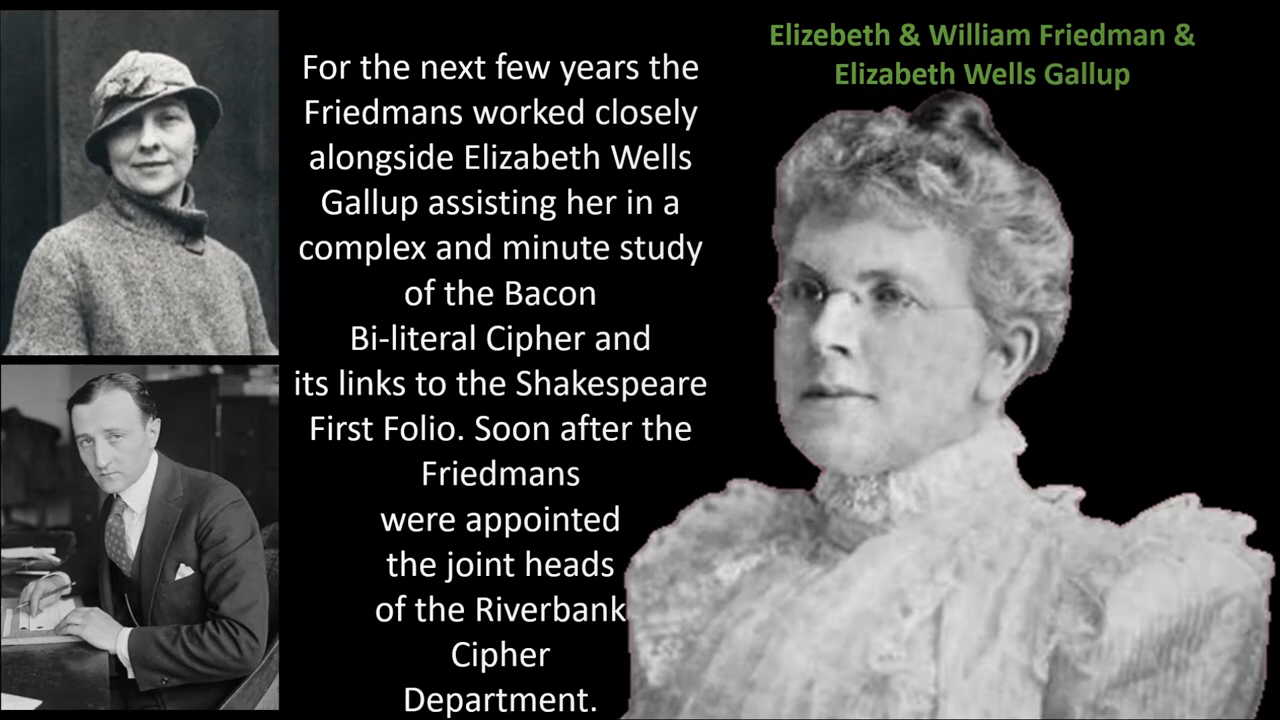 Elizebeth & William Friedman &
Elizabeth Wells Gallup
For the next few years the
Friedmans worked closely
alongside Elizabeth Wells
Gallup assisting her in a
complex and minute study
of the Bacon
Bi-literal Cipher and
its links to the Shakespeare
First Folio. Soon after the
Friedmans
were appointed
the joint heads
of the Riverbank
Cipher
Department.